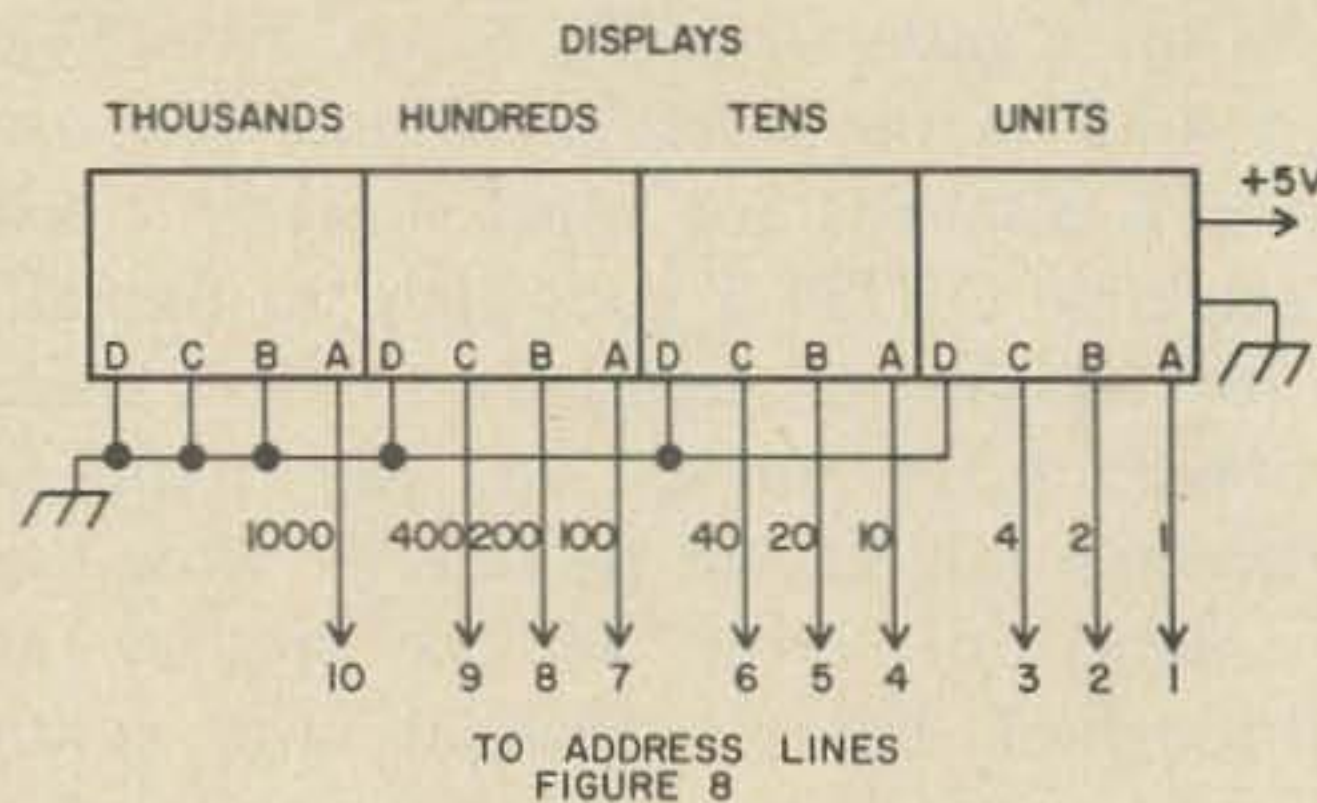 DISPLAYS
THOUSANDS HUNDREDS TENS UNITS
+5V
D C B A D C B A D C B A D C B A
1000 400 200 100 40 20 10 4 2 1
10 9 8 7 6 5 4 3 2 1
TO ADDRESS LINES
FIGURE 8